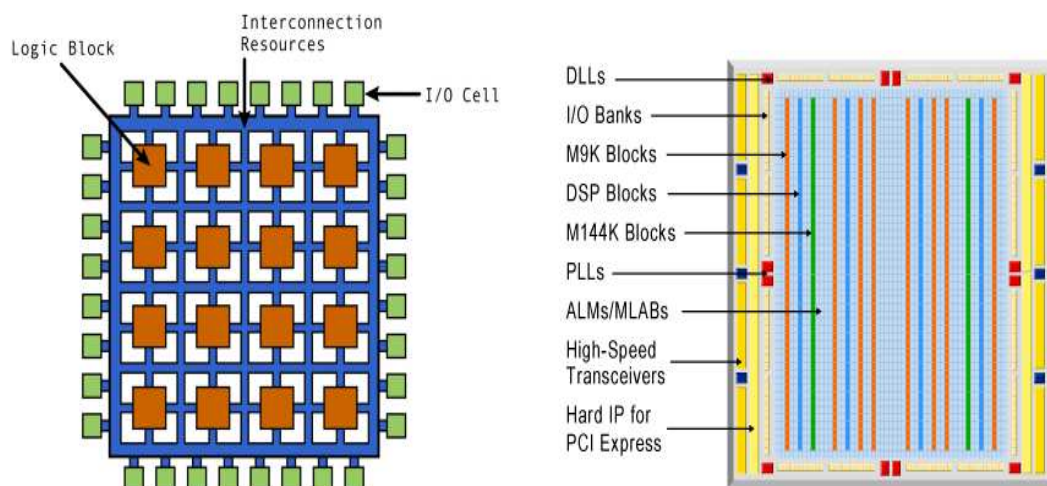 Interconnection
Resources
Logic Block
I/O Cell
DLLs
I/O Banks
M9K Blocks
DSP Blocks
M144K Blocks
PLLs
ALMs/MLABs
High-Speed
Transceivers
Hard IP for
PCI Express